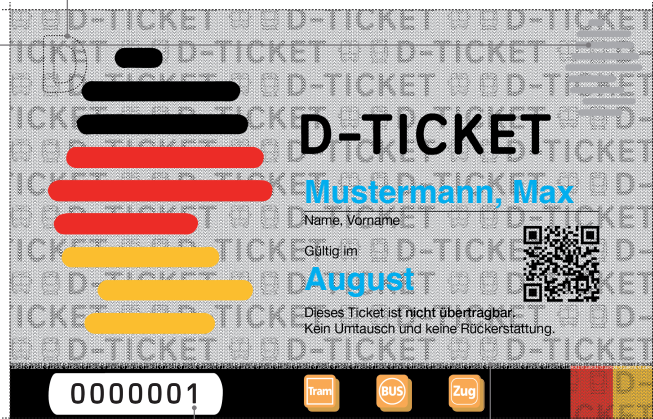 D-TICKET
Mustermann, Max
Name, Vorname
Gültig im
August
Dieses Ticket ist nicht übertragbar.
Kein Umtausch und keine Rückerstattung.
0000001
Tram
BUS
Zug